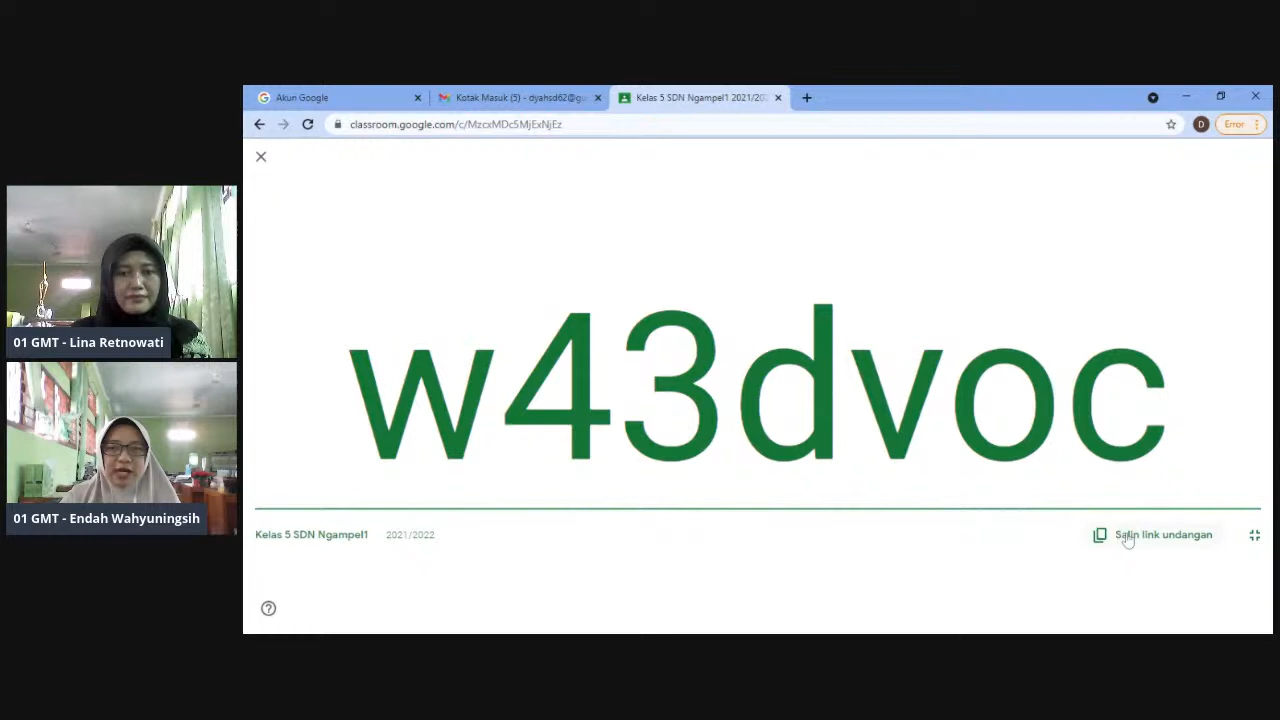 Akun Google
Kotak Masuk (5) - dyahsd62@gu
Kelas 5 SDN Ngampel1 2021/202
classroom.google.com/c/MzcxMDc5MjExNjEz
D
Error
w43dvoc
01 GMT - Lina Retnowati
01 GMT - Endah Wahyuningsih
Kelas 5 SDN Ngampel1 2021/2022
Salin link undangan